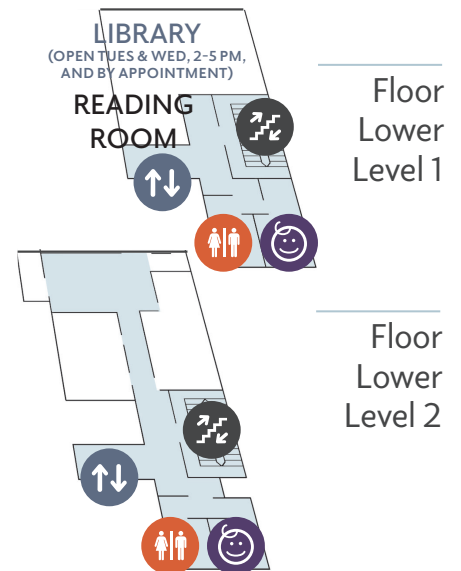 LIBRARY
(OPEN TUES & WED, 2-5 PM,
AND BY APPOINTMENT)
READING
ROOM
Floor
Lower
Level 1
Floor
Lower
Level 2